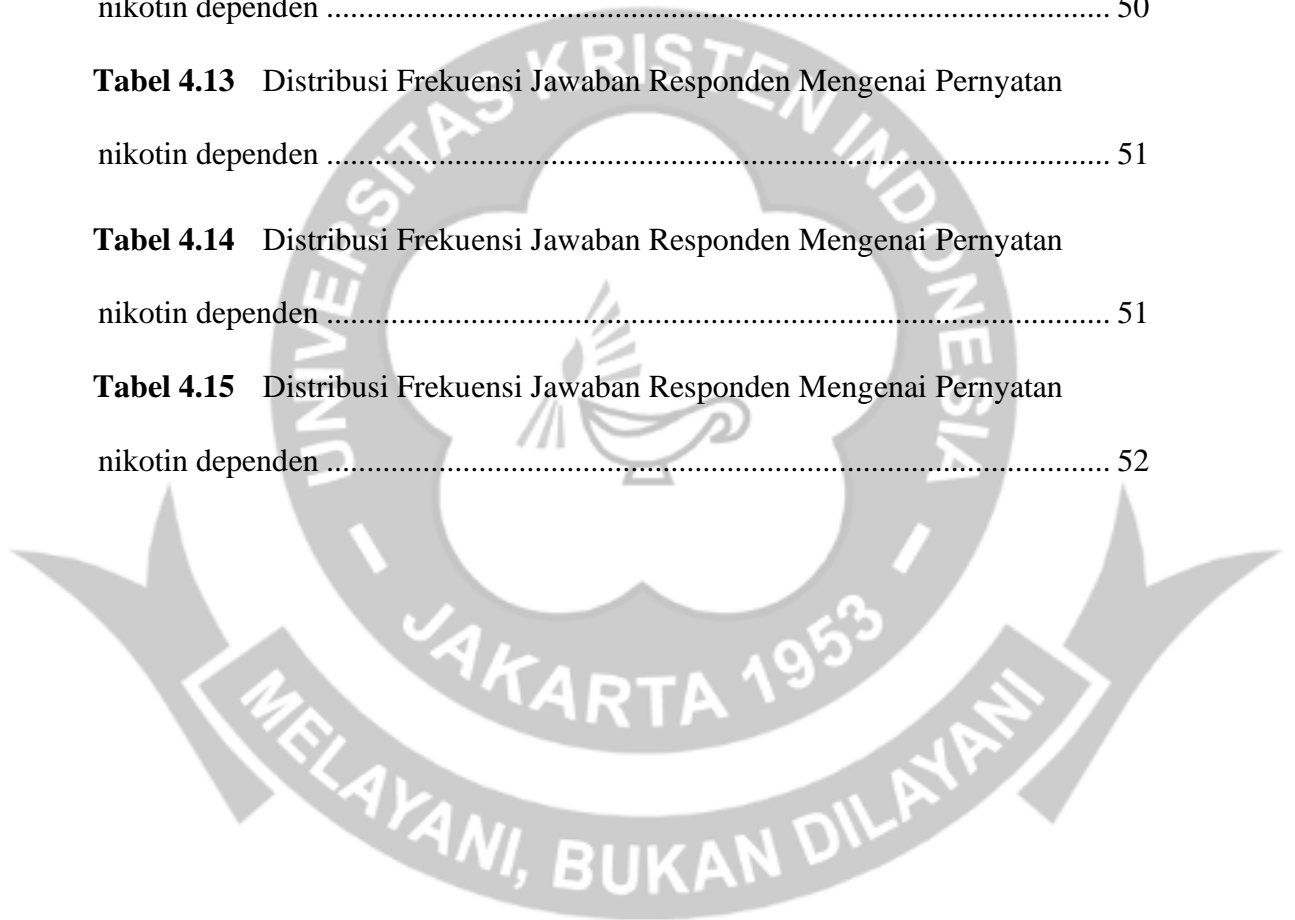 nikotin dependen ........................................................................................................ 50
Tabel 4.13 Distribusi Frekuensi Jawaban Responden Mengenai Pernyatan
nikotin dependen ........................................................................................................ 51
Tabel 4.14 Distribusi Frekuensi Jawaban Responden Mengenai Pernyatan
nikotin dependen ........................................................................................................ 51
Tabel 4.15 Distribusi Frekuensi Jawaban Responden Mengenai Pernyatan
nikotin dependen ........................................................................................................ 52
UNIVERSITAS KRISTEN INDONESIA
- JAKARTA 1953 -
MELAYANI, BUKAN DILAYANI